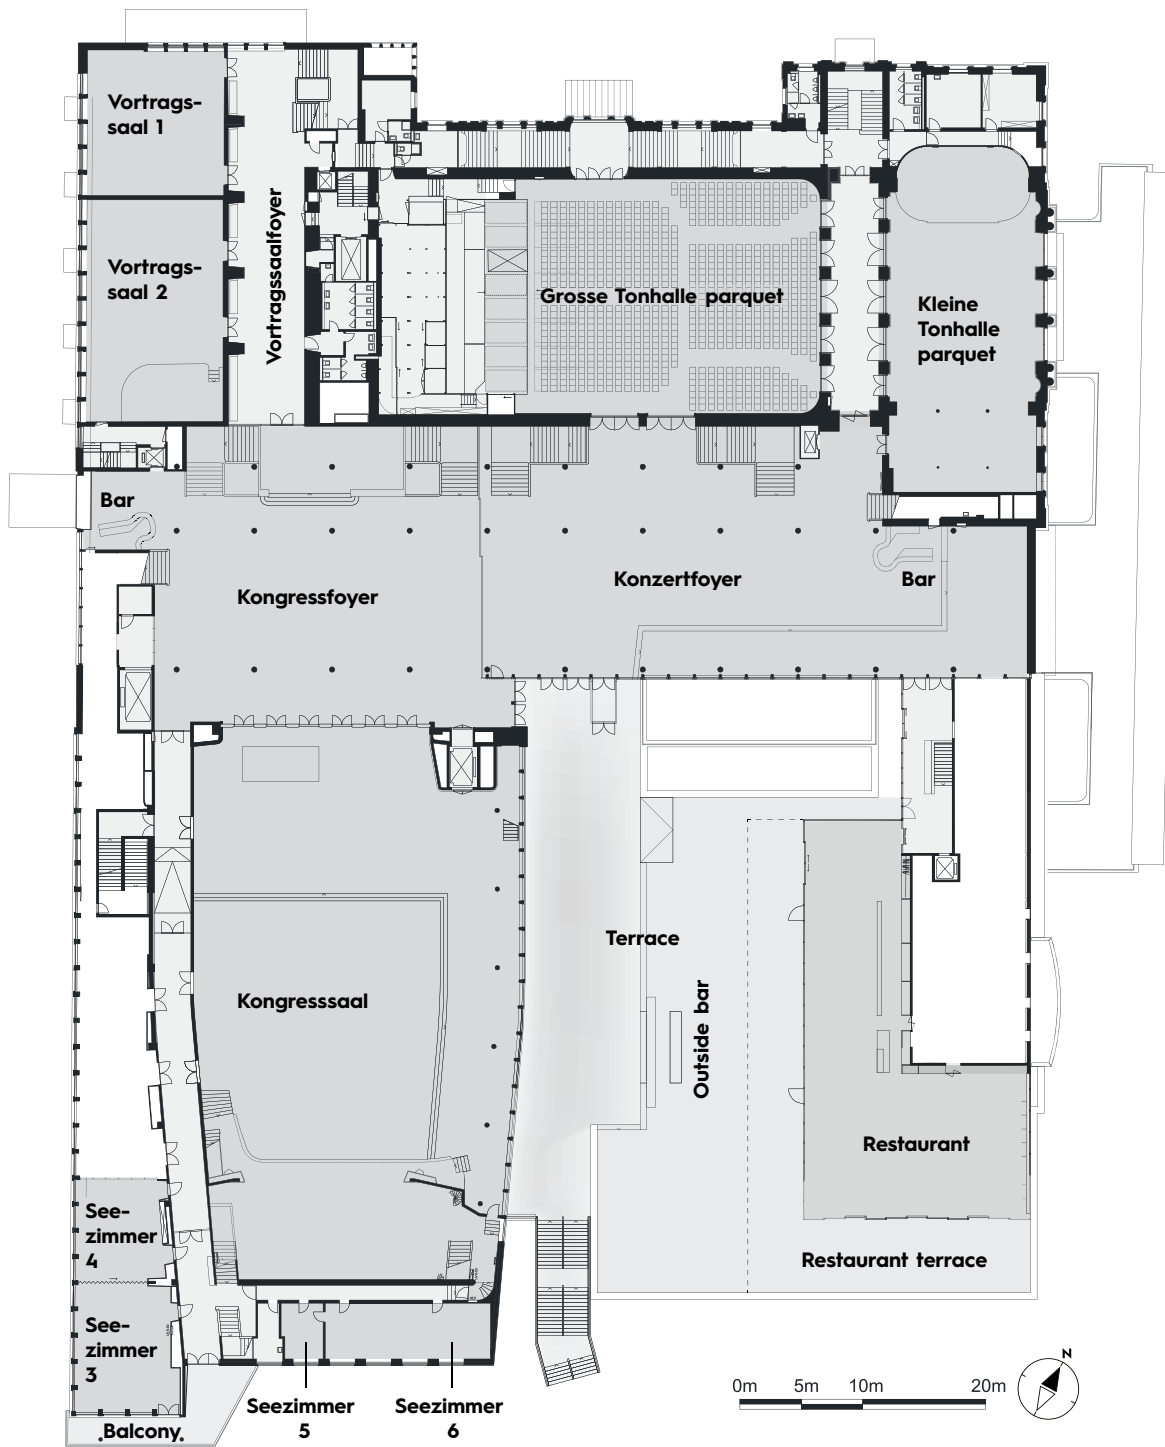 Vortrags-
saal 1
Vortrags-
saal 2
Vortragssaalfoyer
Grosse Tonhalle parquet
Kleine
Tonhalle
parquet
Bar
Kongressfoyer
Konzertfoyer
Bar
Terrace
Outside bar
Kongresssaal
Restaurant
Restaurant terrace
See-
zimmer
4
See-
zimmer
3
Balcony
Seezimmer
5
Seezimmer
6
0m 5m 10m 20m
N